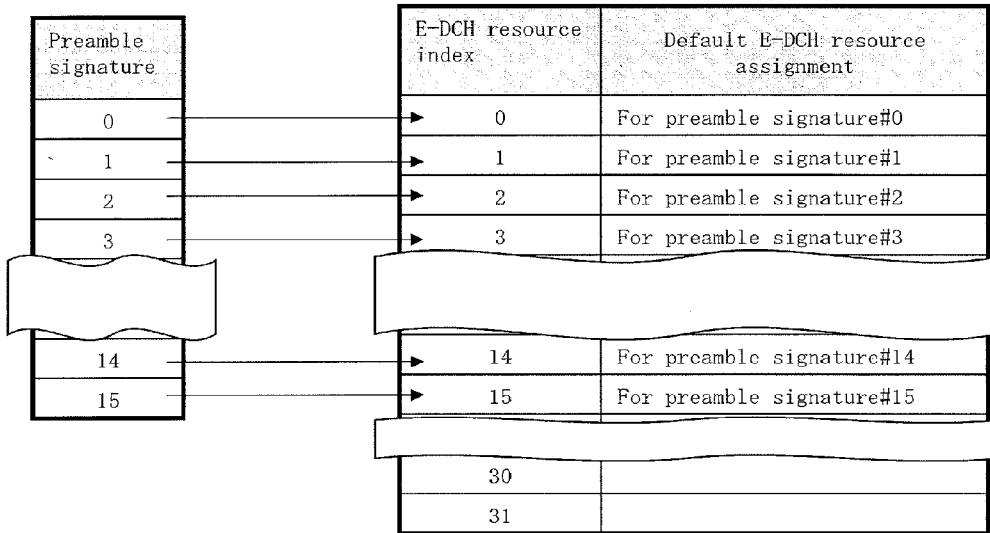 Preamble
signature
0
1
2
3
14
15
E-DCH resource
index
Default E-DCH resource
assignment
0 For preamble signature#0
1 For preamble signature#1
2 For preamble signature#2
3 For preamble signature#3
14 For preamble signature#14
15 For preamble signature#15
30
31